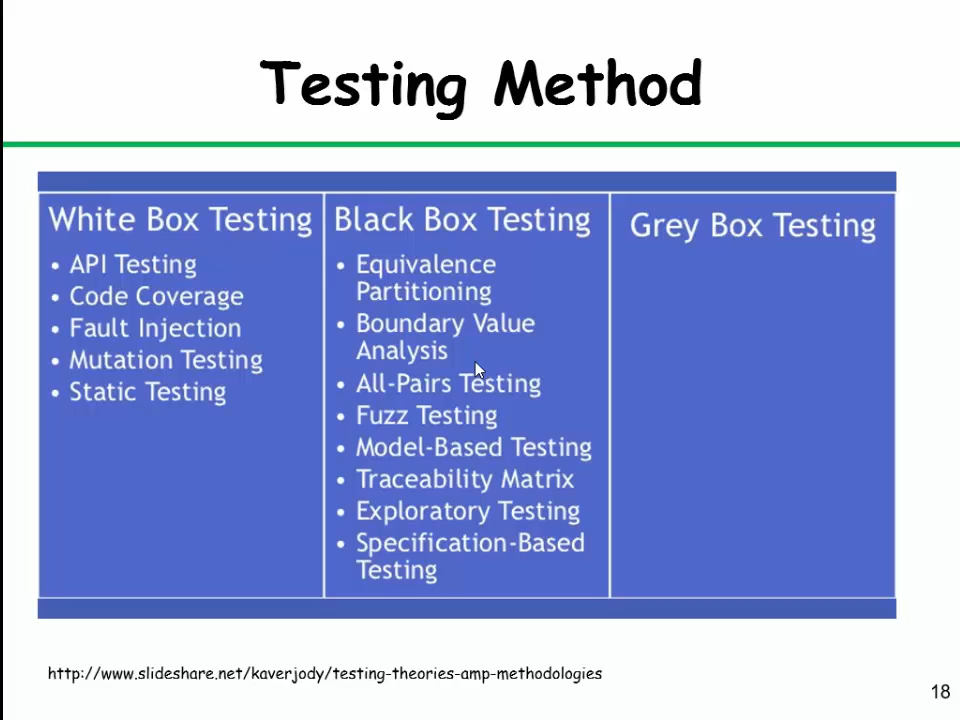 Testing Method
White Box Testing
• API Testing
• Code Coverage
• Fault Injection
• Mutation Testing
• Static Testing
Black Box Testing
• Equivalence
Partitioning
• Boundary Value
Analysis
• All-Pairs Testing
• Fuzz Testing
• Model-Based Testing
• Traceability Matrix
• Exploratory Testing
• Specification-Based
Testing
Grey Box Testing
http://www.slideshare.net/kaverjody/testing-theories-amp-methodologies
18